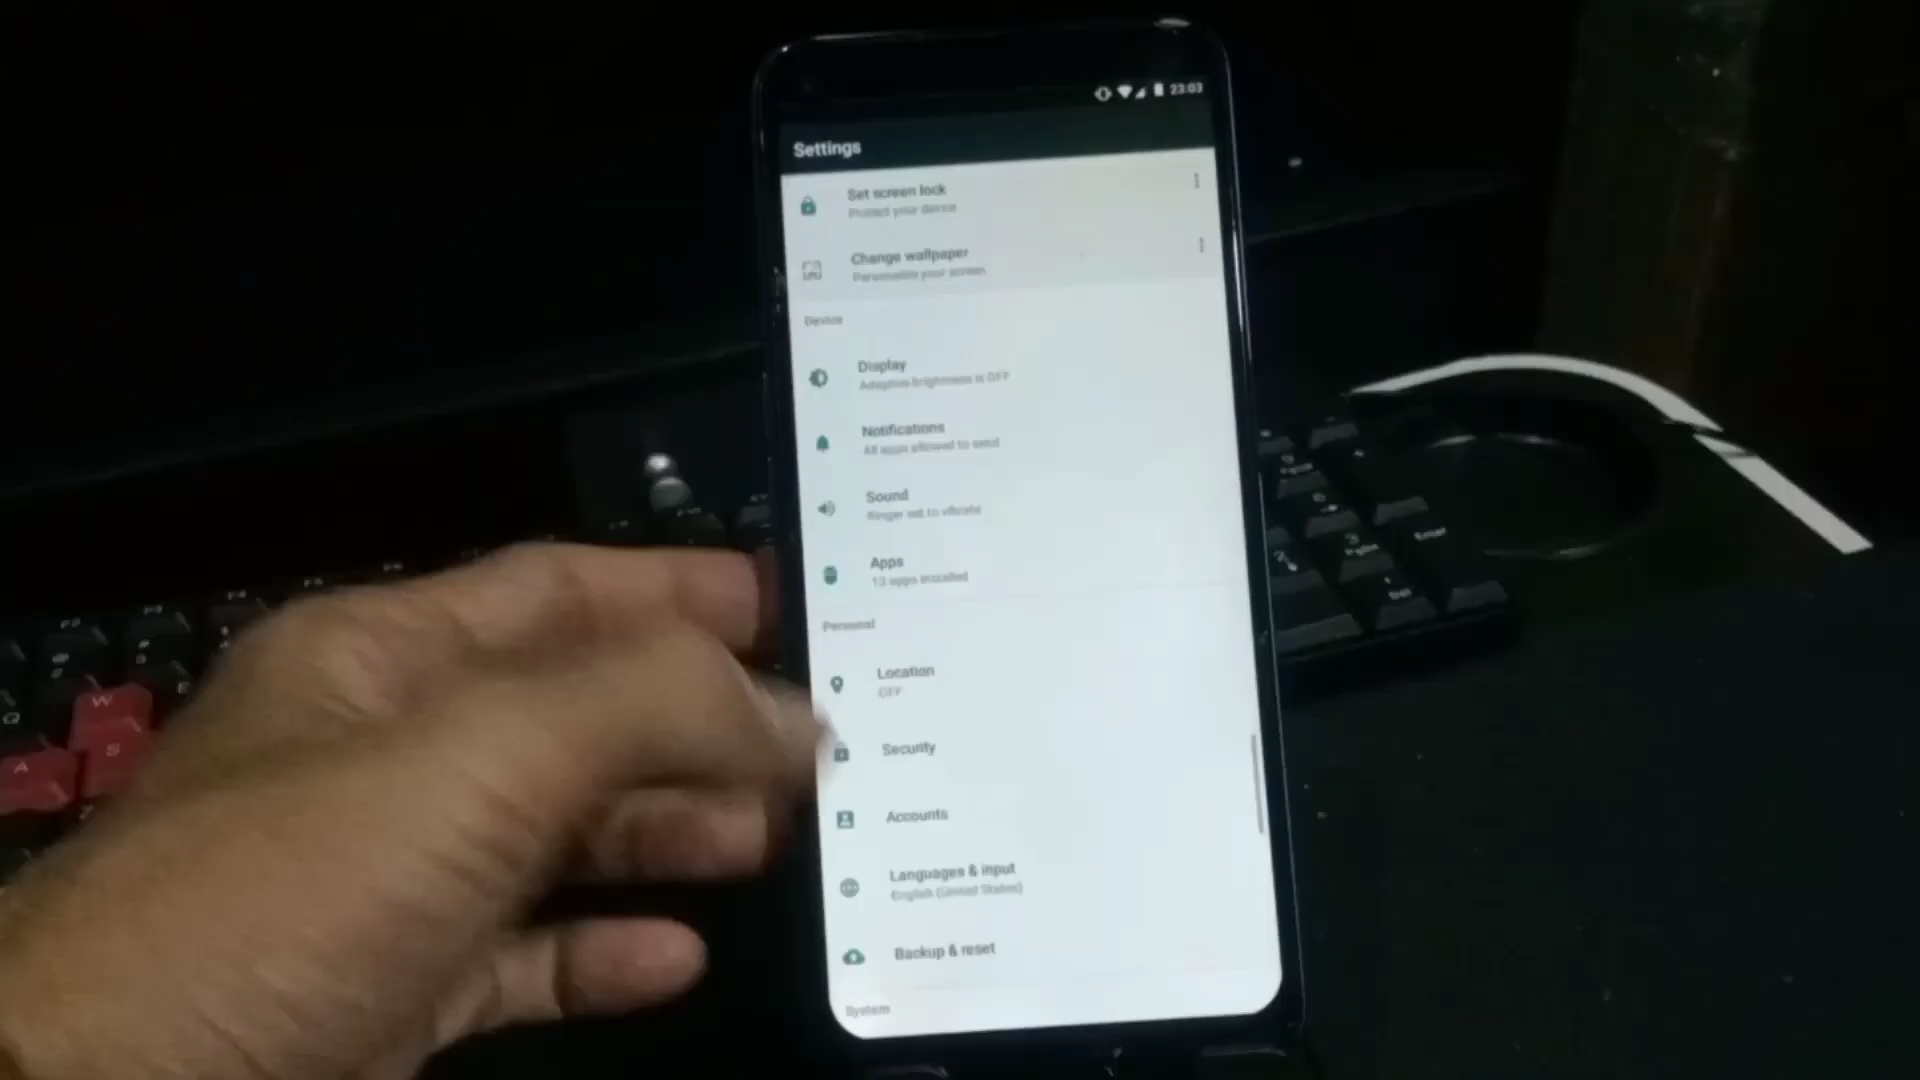 23:03
Settings
Set screen lock
Protect your device
Change wallpaper
Personalize your screen
Device
Display
Adaptive brightness is OFF
Notifications
All apps allowed to send
Sound
Ringer set to vibrate
Apps
13 apps installed
Personal
Location
OFF
Security
Accounts
Languages & input
English (United States)
Backup & reset
System
W
A
S
Q
Enter
Del